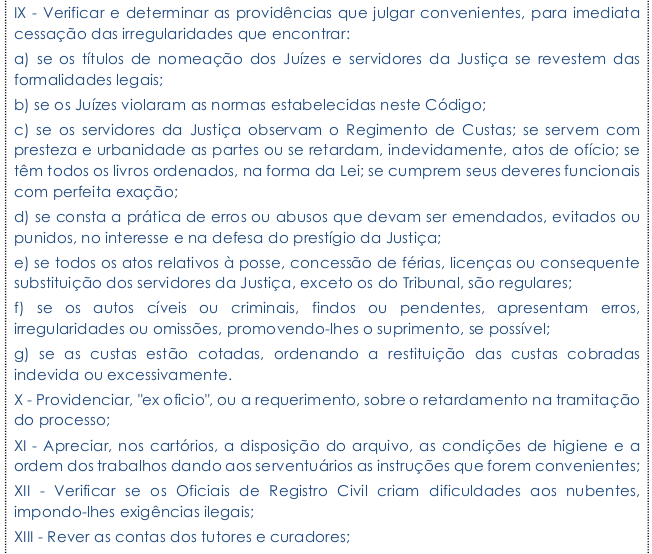 IX - Verificar e determinar as providências que julgar convenientes, para imediata
cessação das irregularidades que encontrar:
a) se os títulos de nomeação dos Juízes e servidores da Justiça se revestem das
formalidades legais;
b) se os Juízes violaram as normas estabelecidas neste Código;
c) se os servidores da Justiça observam o Regimento de Custas; se servem com
presteza e urbanidade as partes ou se retardam, indevidamente, atos de ofício; se
têm todos os livros ordenados, na forma da Lei; se cumprem seus deveres funcionais
com perfeita exação;
d) se consta a prática de erros ou abusos que devam ser emendados, evitados ou
punidos, no interesse e na defesa do prestígio da Justiça;
e) se todos os atos relativos à posse, concessão de férias, licenças ou consequente
substituição dos servidores da Justiça, exceto os do Tribunal, são regulares;
f) se os autos cíveis ou criminais, findos ou pendentes, apresentam erros,
irregularidades ou omissões, promovendo-lhes o suprimento, se possível;
g) se as custas estão cotadas, ordenando a restituição das custas cobradas
indevida ou excessivamente.
X - Providenciar, "ex oficio", ou a requerimento, sobre o retardamento na tramitação
do processo;
XI - Apreciar, nos cartórios, a disposição do arquivo, as condições de higiene e a
ordem dos trabalhos dando aos serventuários as instruções que forem convenientes;
XII - Verificar se os Oficiais de Registro Civil criam dificuldades aos nubentes,
impondo-lhes exigências ilegais;
XIII - Rever as contas dos tutores e curadores;